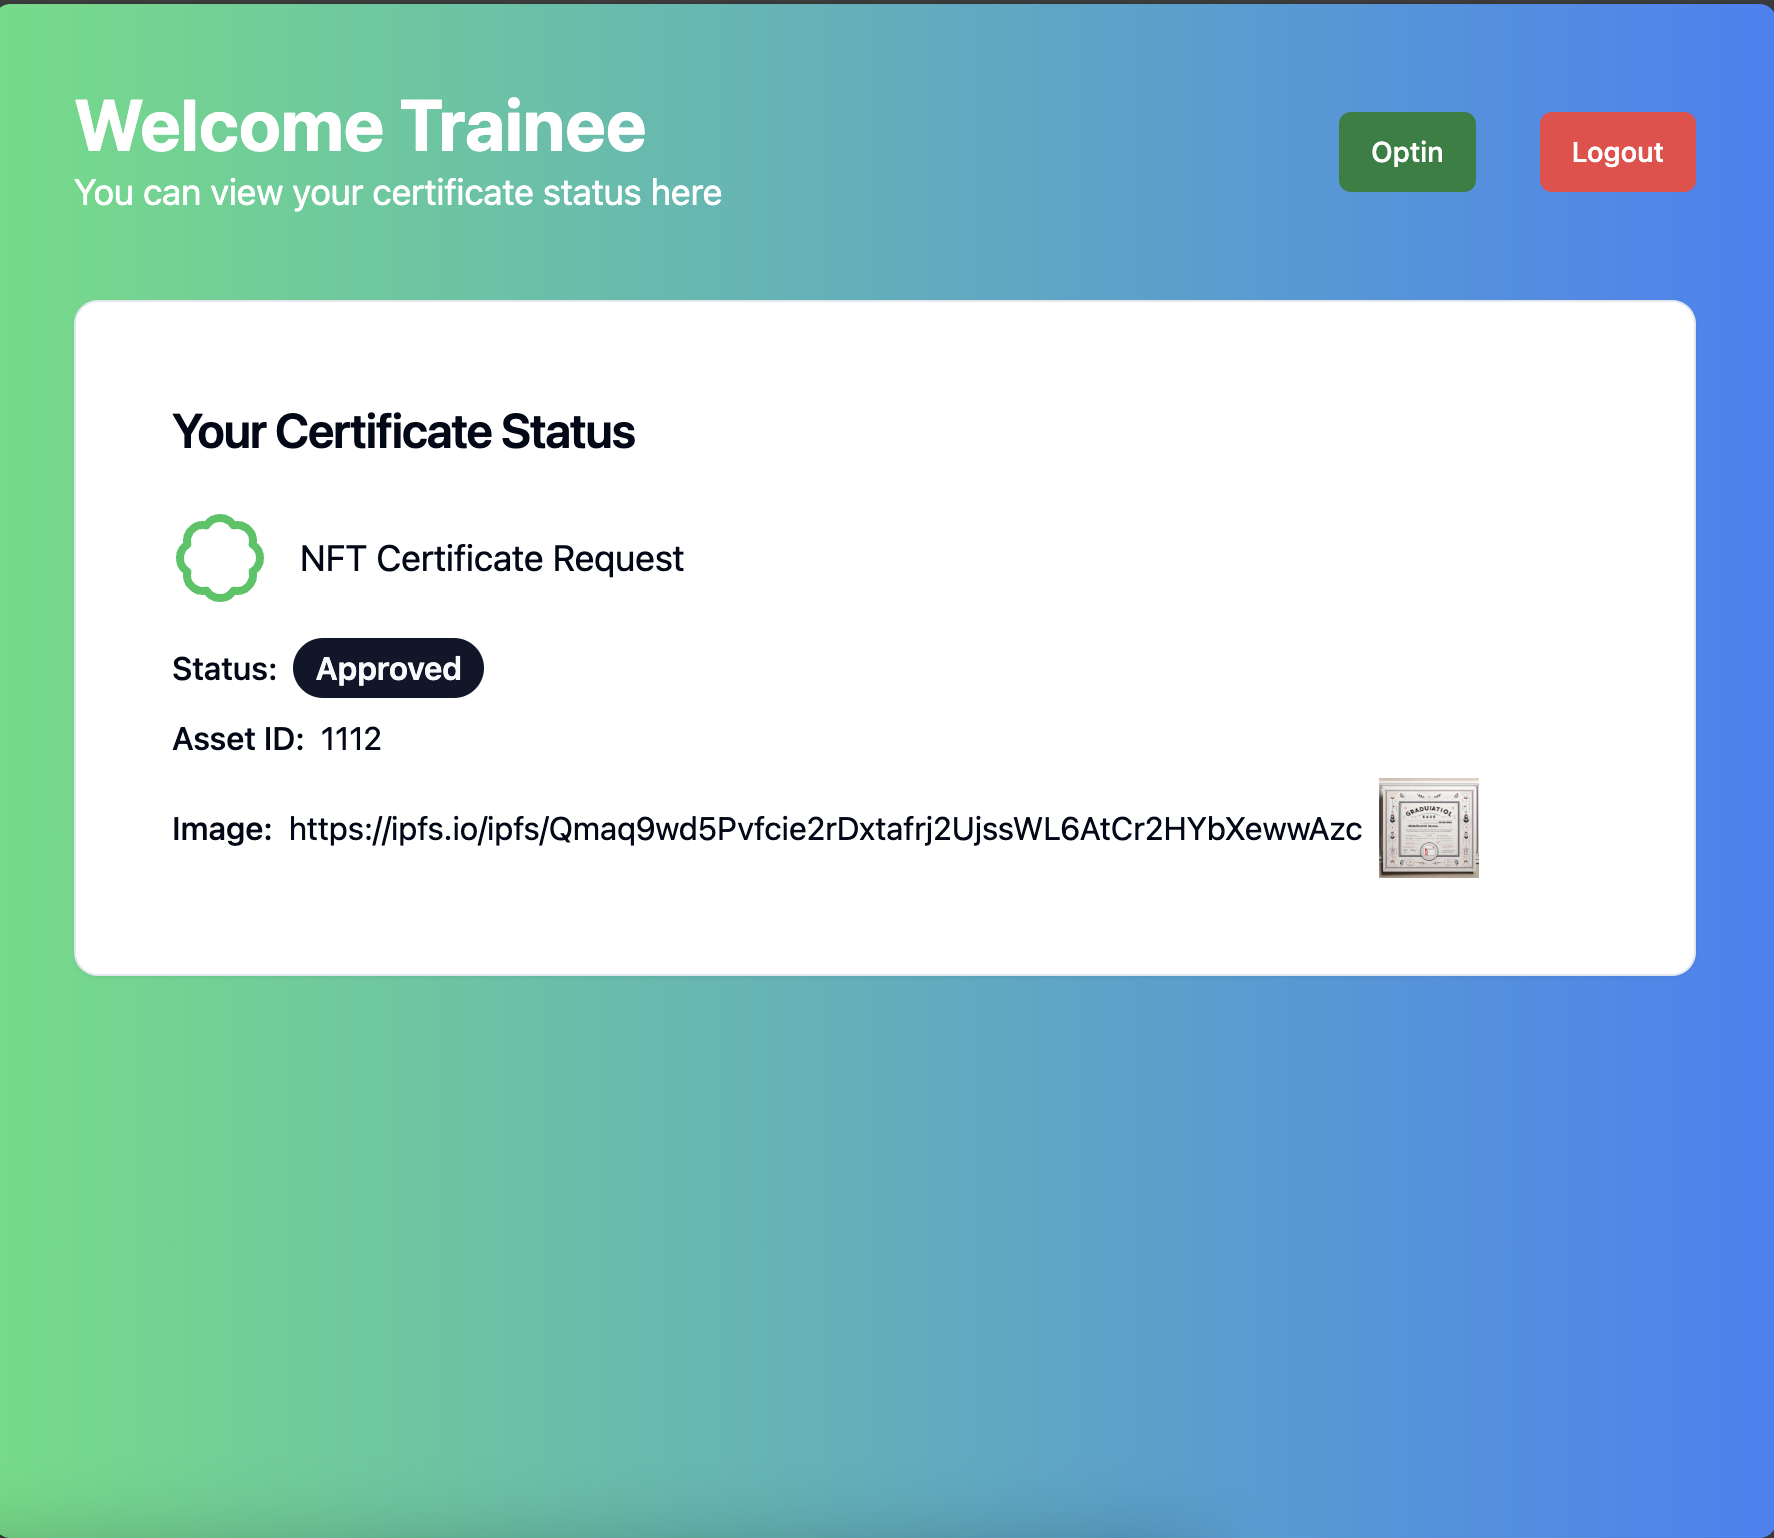 Welcome Trainee
You can view your certificate status here
Optin
Logout
Your Certificate Status
NFT Certificate Request
Status: Approved
Asset ID: 1112
Image: https://ipfs.io/ipfs/Qmaq9wd5Pvfcie2rDxtafrj2UjssWL6AtCr2HYbXewwAzc